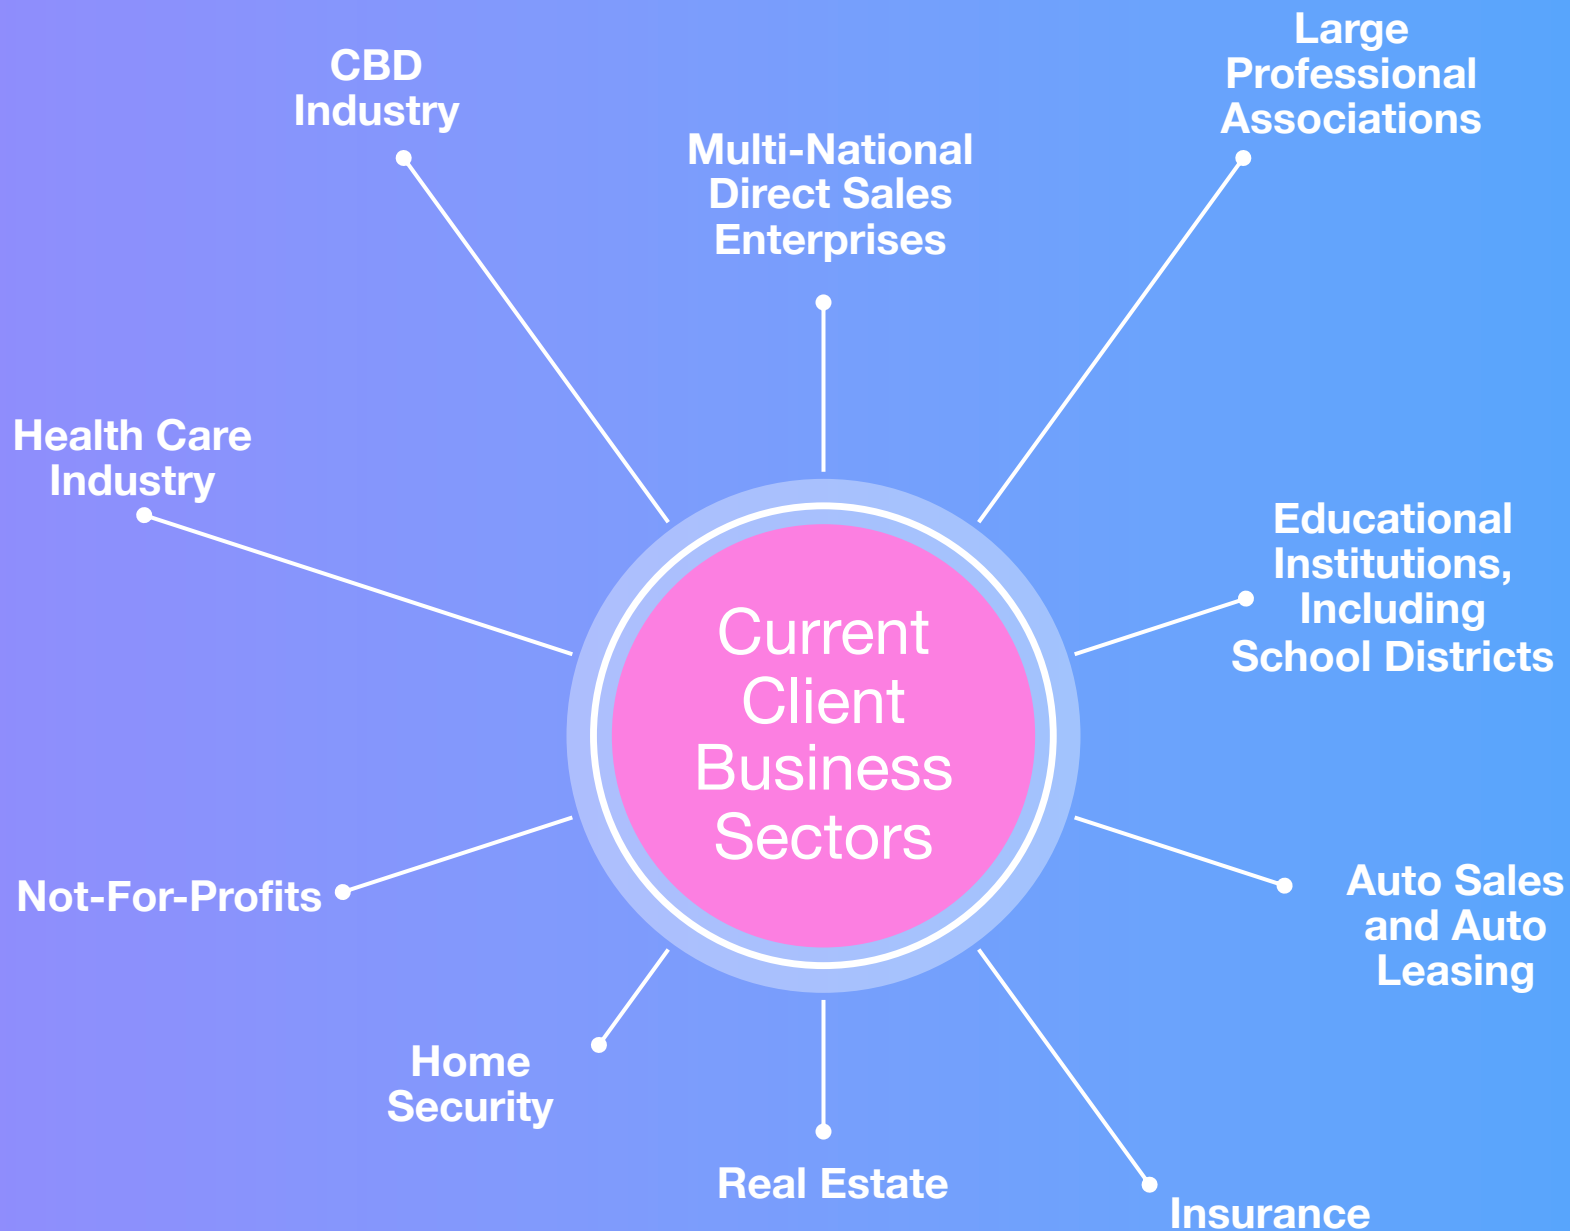 CBD
Industry
Multi-National
Direct Sales
Enterprises
Large
Professional
Associations
Health Care
Industry
Educational
Institutions,
Including
School Districts
Current
Client
Business
Sectors
Not-For-Profits
Auto Sales
and Auto
Leasing
Home
Security
Real Estate
Insurance